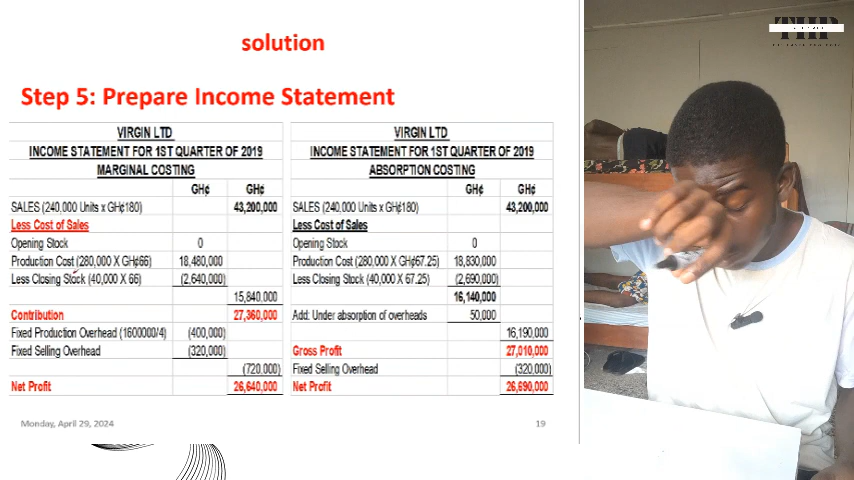 solution
Step 5: Prepare Income Statement
VIRGIN LTD
INCOME STATEMENT FOR 1ST QUARTER OF 2019
MARGINAL COSTING
GH¢ GH¢
SALES (240,000 Units x GH¢180) 43,200,000
Less Cost of Sales
Opening Stock 0
Production Cost (280,000 X GH¢66) 18,480,000
Less Closing Stock (40,000 X 66) (2,640,000)
15,840,000
Contribution 27,360,000
Fixed Production Overhead (1600000/4) (400,000)
Fixed Selling Overhead (320,000)
(720,000)
Net Profit 26,640,000
VIRGIN LTD
INCOME STATEMENT FOR 1ST QUARTER OF 2019
ABSORPTION COSTING
GH¢ GH¢
SALES (240,000 Units x GH¢180) 43,200,000
Less Cost of Sales
Opening Stock 0
Production Cost (280,000 X GH¢67.25) 18,830,000
Less Closing Stock (40,000 X 67.25) (2,690,000)
16,140,000
Add: Under absorption of overheads 50,000
16,190,000
Gross Profit 27,010,000
Fixed Selling Overhead (320,000)
Net Profit 26,690,000
Monday, April 29, 2024
19